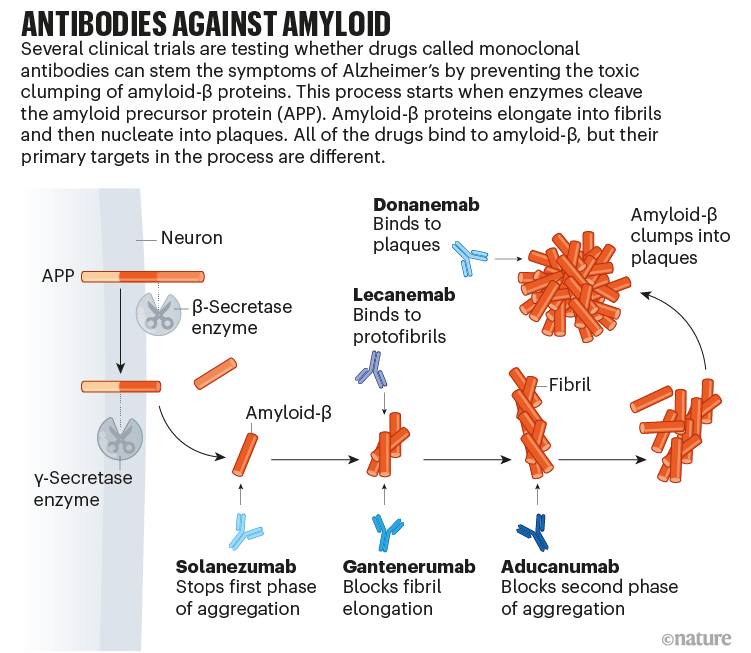 ANTIBODIES AGAINST AMYLOID
Several clinical trials are testing whether drugs called monoclonal
antibodies can stem the symptoms of Alzheimer’s by preventing the toxic
clumping of amyloid-β proteins. This process starts when enzymes cleave
the amyloid precursor protein (APP). Amyloid-β proteins elongate into fibrils
and then nucleate into plaques. All of the drugs bind to amyloid-β, but their
primary targets in the process are different.
Donanemab
Binds to
plaques
Amyloid-β
clumps into
plaques
Neuron
APP
β-Secretase
enzyme
Lecanemab
Binds to
protofibrils
Fibril
Amyloid-β
γ-Secretase
enzyme
Solanezumab
Stops first phase
of aggregation
Gantenerumab
Blocks fibril
elongation
Aducanumab
Blocks second phase
of aggregation
©nature